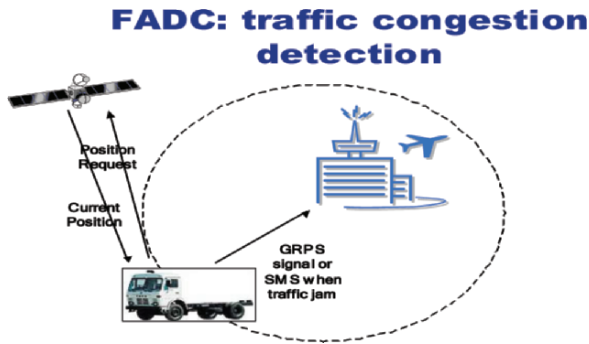 FADC: traffic congestion
detection
Position
Request
Current
Position
GRPS
signal or
SMS when
traffic jam